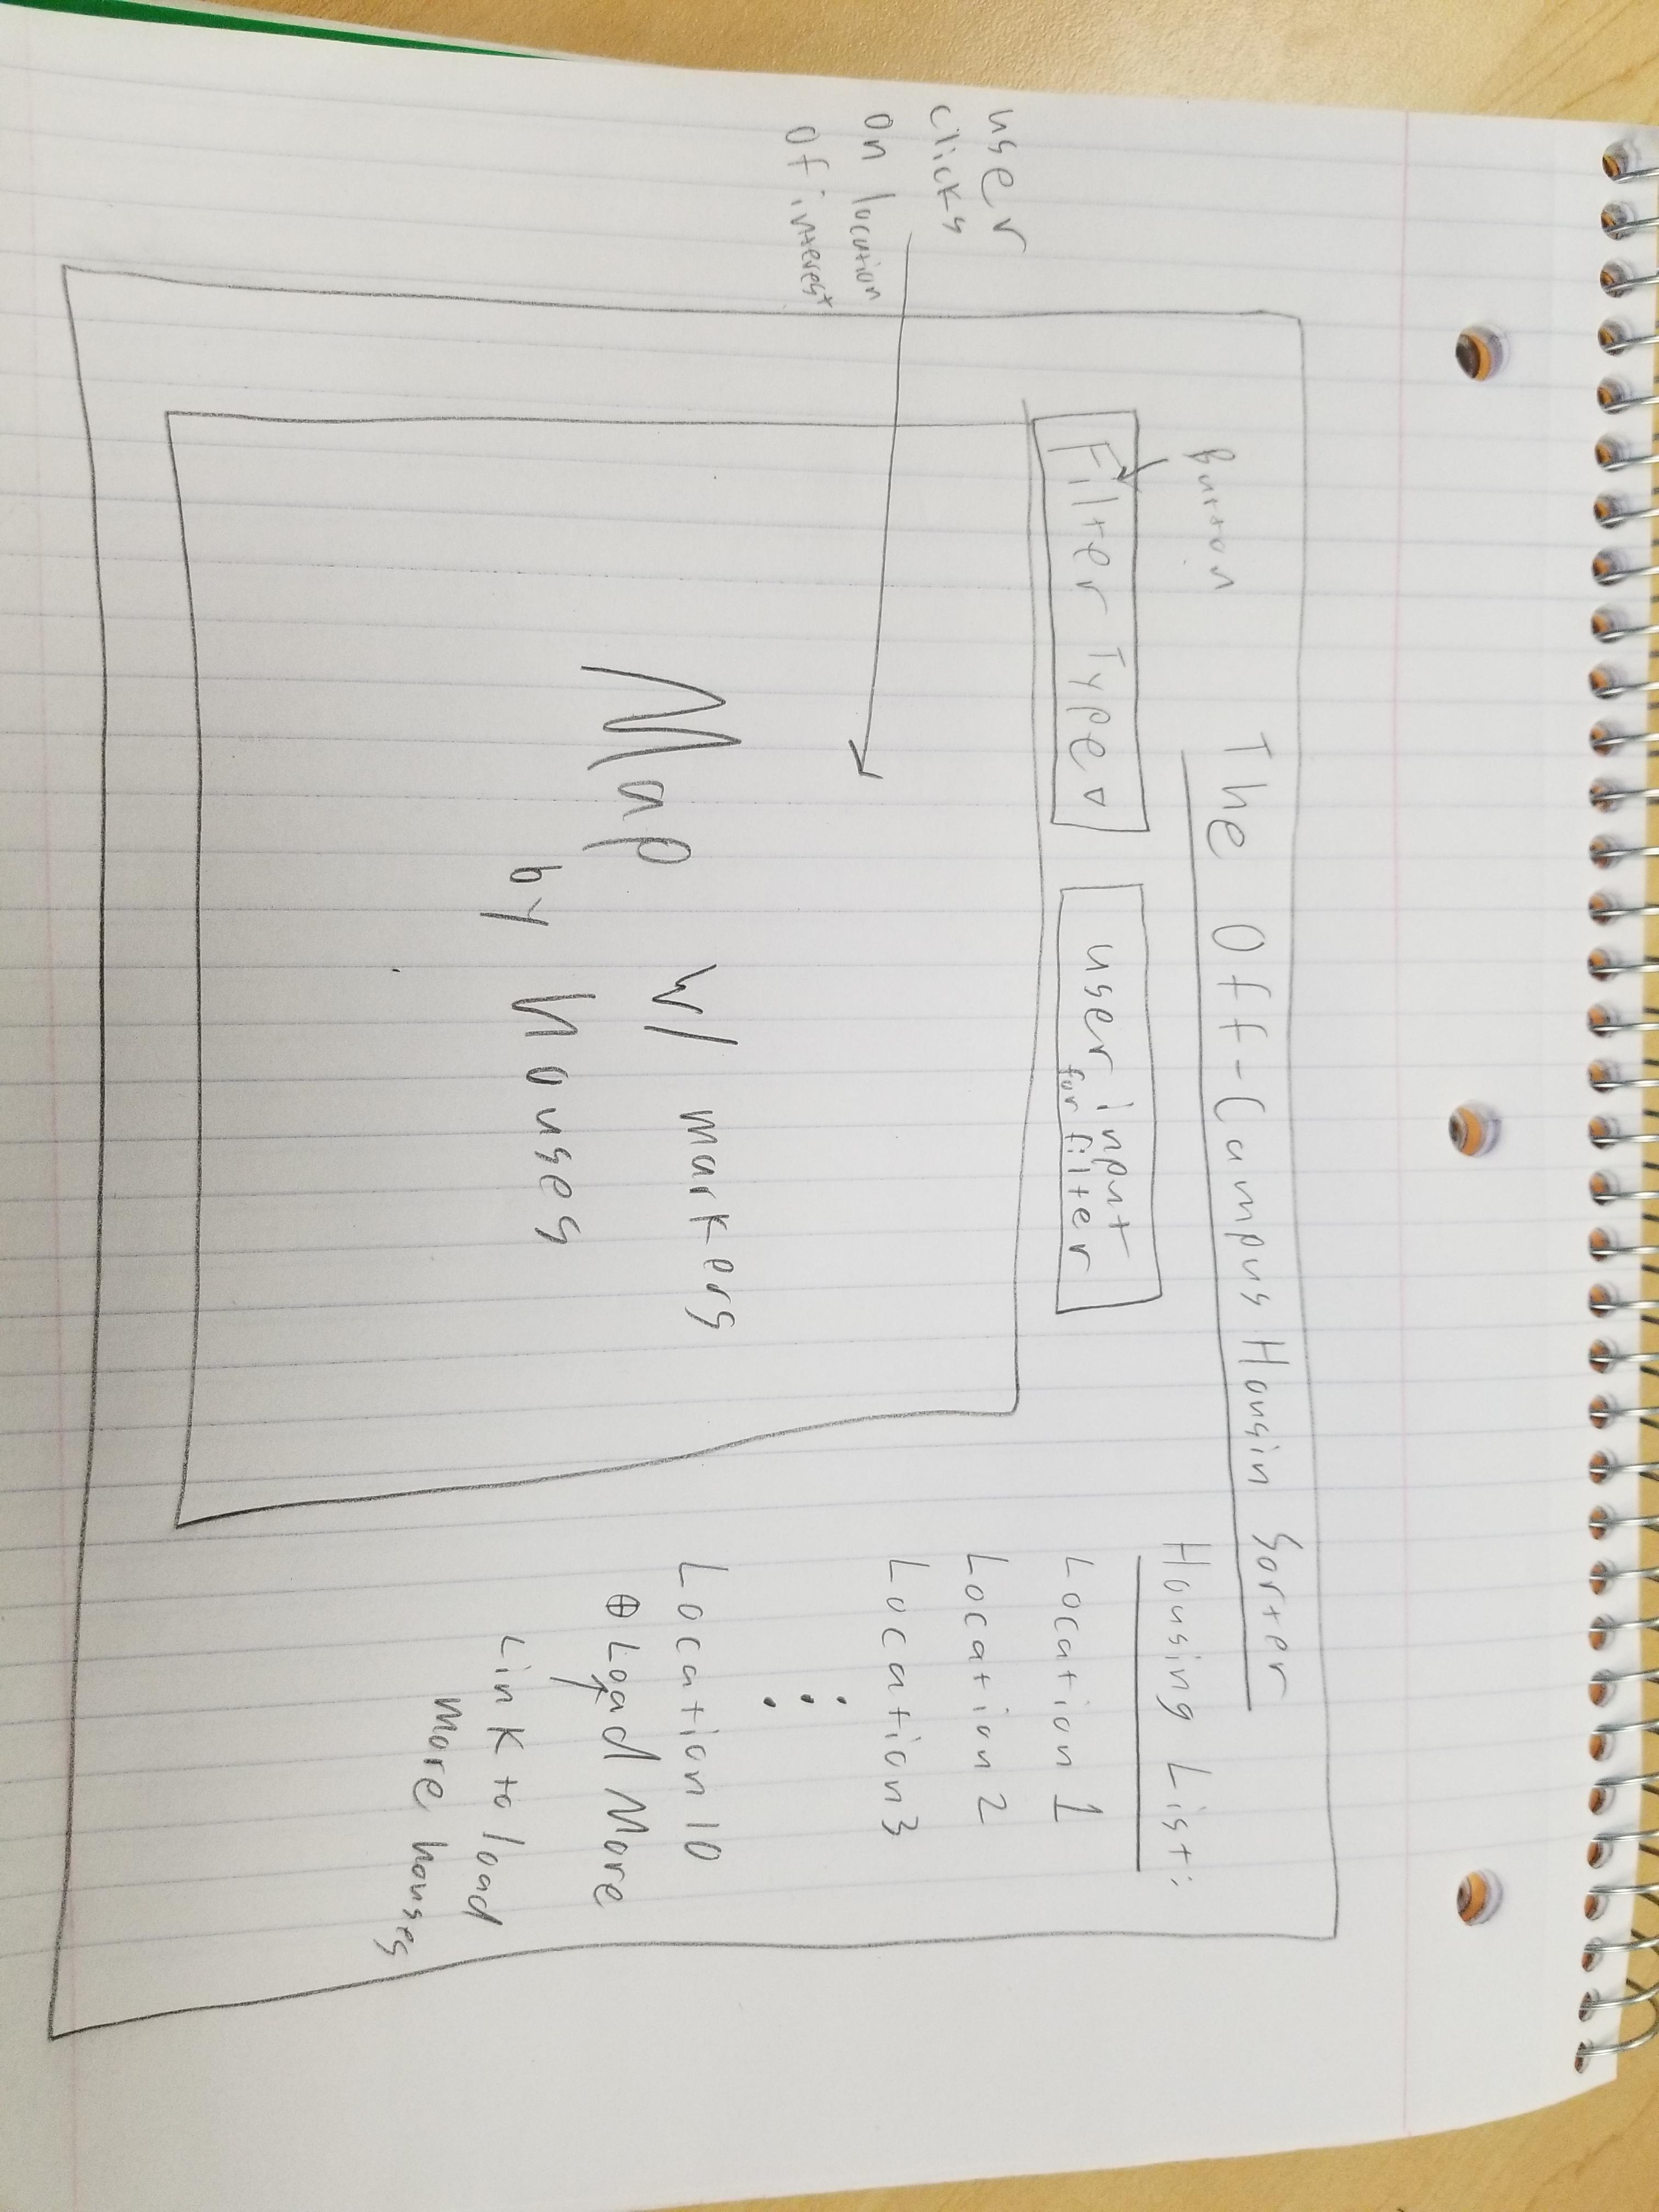 The Off-Campus Housin Sorter
Button
Filter Type ▽
user input
for filter
user
clicks
on location
of interest
Map w/ markers
by houses
Housing List:
Location 1
Location 2
Location 3
⋮
Location 10
⊕ Load More
Link to load
more houses